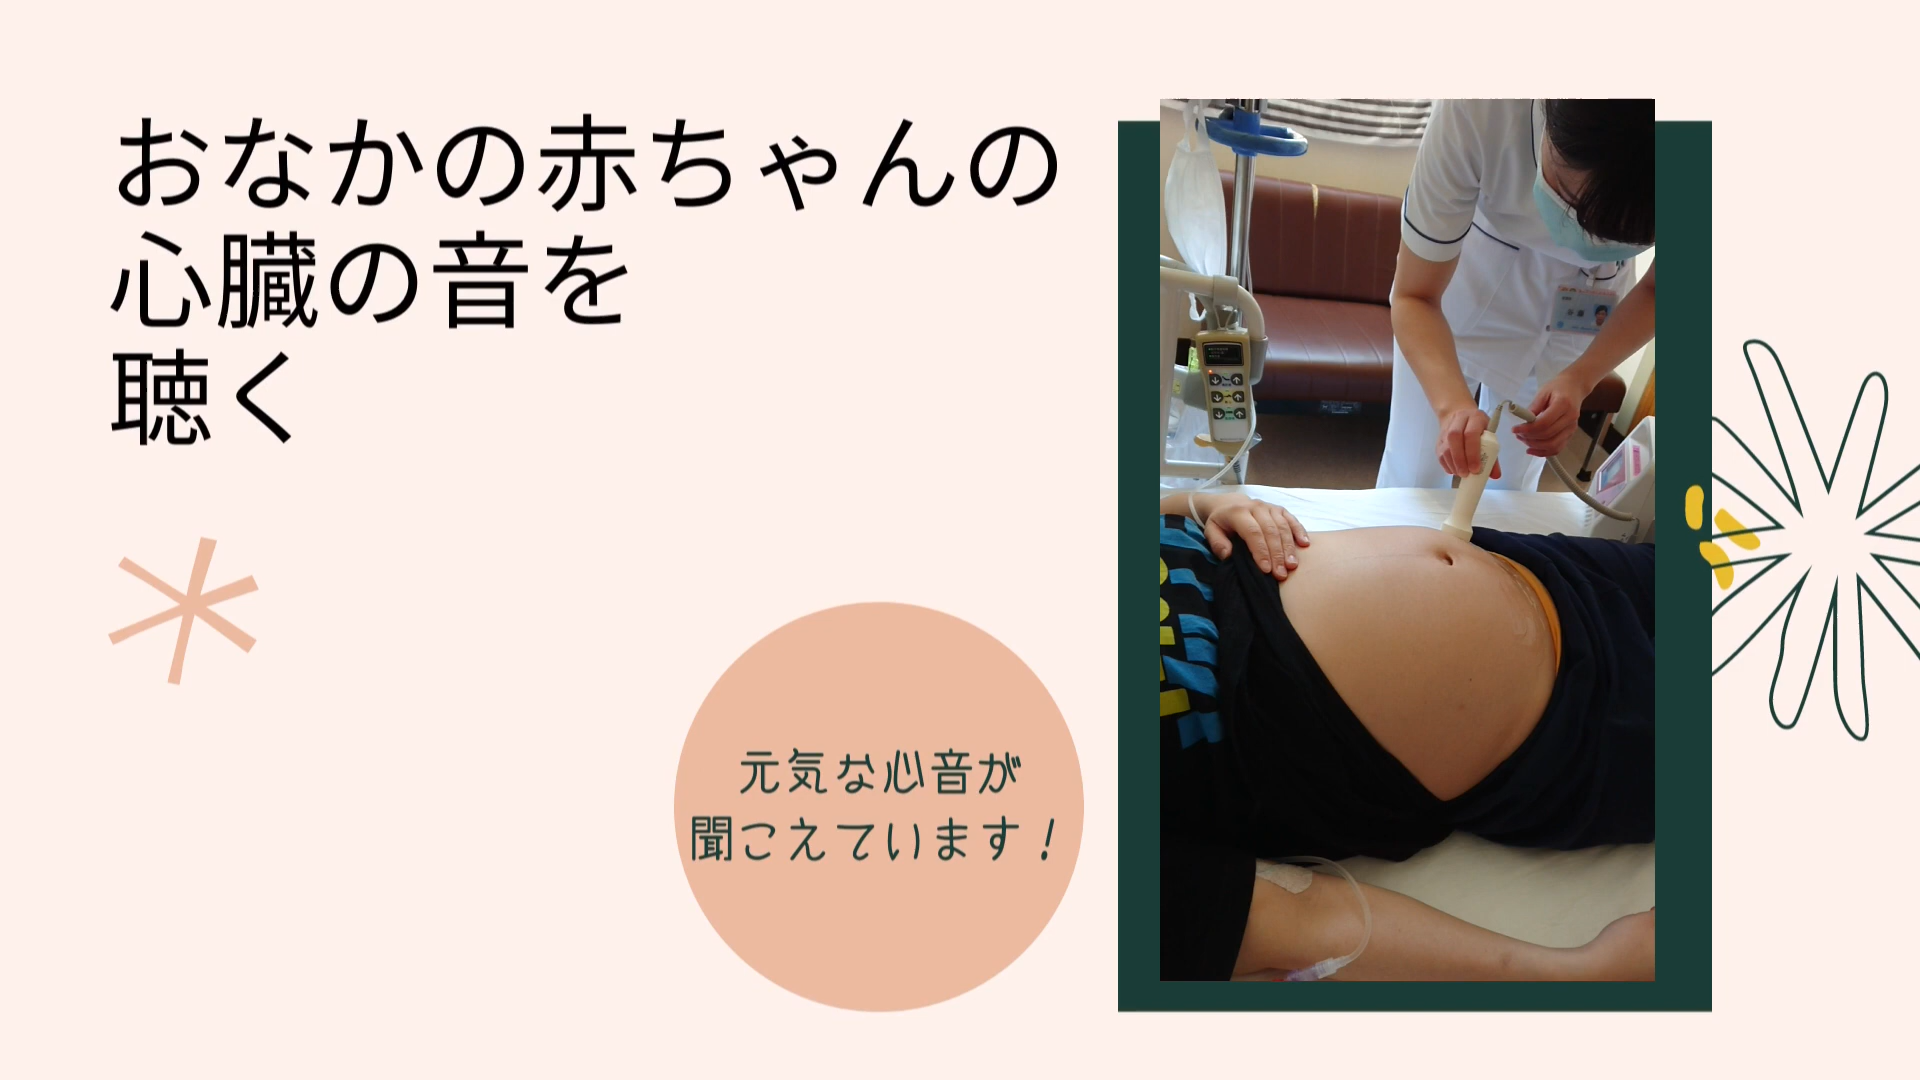 おなかの赤ちゃんの
心臓の音を
聴く
元気な心音が
聞こえています！